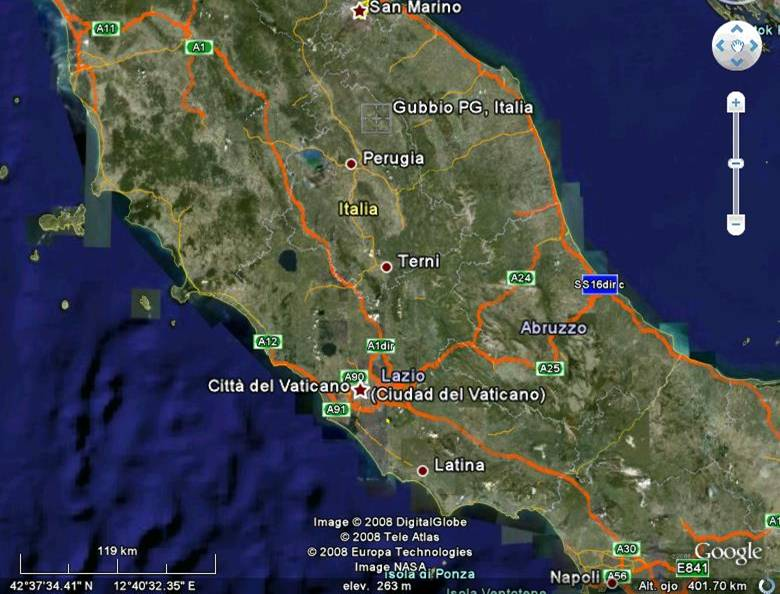 San Marino
A11
A1
Gubbio PG, Italia
Perugia
Italia
Terni
A24
SS16dir c
Abruzzo
A12
A1dir
A25
A90
Lazio
Città del Vaticano
(Ciudad del Vaticano)
A91
Latina
Image © 2008 DigitalGlobe
© 2008 Tele Atlas
© 2008 Europa Technologies
Image NASA
119 km
Google
A30
E841
Isola di Ponza
Napoli
A56
42°37'34.41" N 12°40'32.35" E
elev. 263 m
Alt. ojo 401.70 km
Isola Ventotene